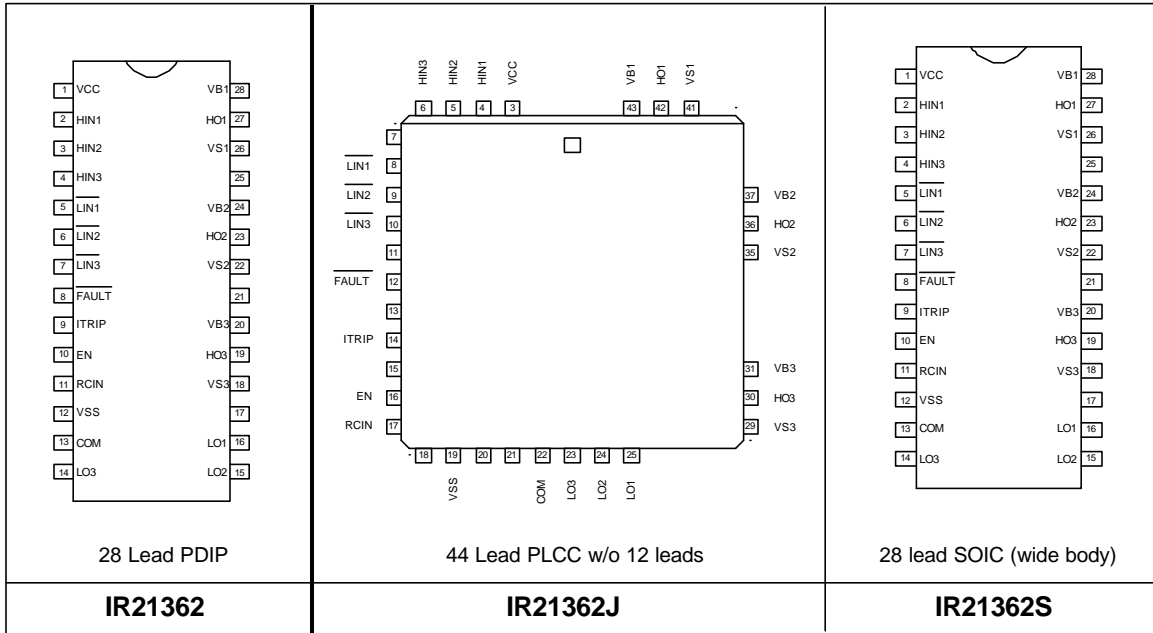 1 VCC VB1 28
2 HIN1 HO1 27
3 HIN2 VS1 26
4 HIN3 25
5 LIN1 VB2 24
6 LIN2 HO2 23
7 LIN3 VS2 22
8 FAULT 21
9 ITRIP VB3 20
10 EN HO3 19
11 RCIN VS3 18
12 VSS 17
13 COM LO1 16
14 LO3 LO2 15
28 Lead PDIP
IR21362
HIN3 HIN2 HIN1 VCC VB1 HO1 VS1
6 5 4 3 43 42 41
7
LIN1 8
LIN2 9 37 VB2
LIN3 10 36 HO2
11 35 VS2
FAULT 12
13
ITRIP 14
15 31 VB3
EN 16 30 HO3
RCIN 17 29 VS3
18 19 20 21 22 23 24 25
VSS COM LO3 LO2 LO1
44 Lead PLCC w/o 12 leads
IR21362J
1 VCC VB1 28
2 HIN1 HO1 27
3 HIN2 VS1 26
4 HIN3 25
5 LIN1 VB2 24
6 LIN2 HO2 23
7 LIN3 VS2 22
8 FAULT 21
9 ITRIP VB3 20
10 EN HO3 19
11 RCIN VS3 18
12 VSS 17
13 COM LO1 16
14 LO3 LO2 15
28 lead SOIC (wide body)
IR21362S